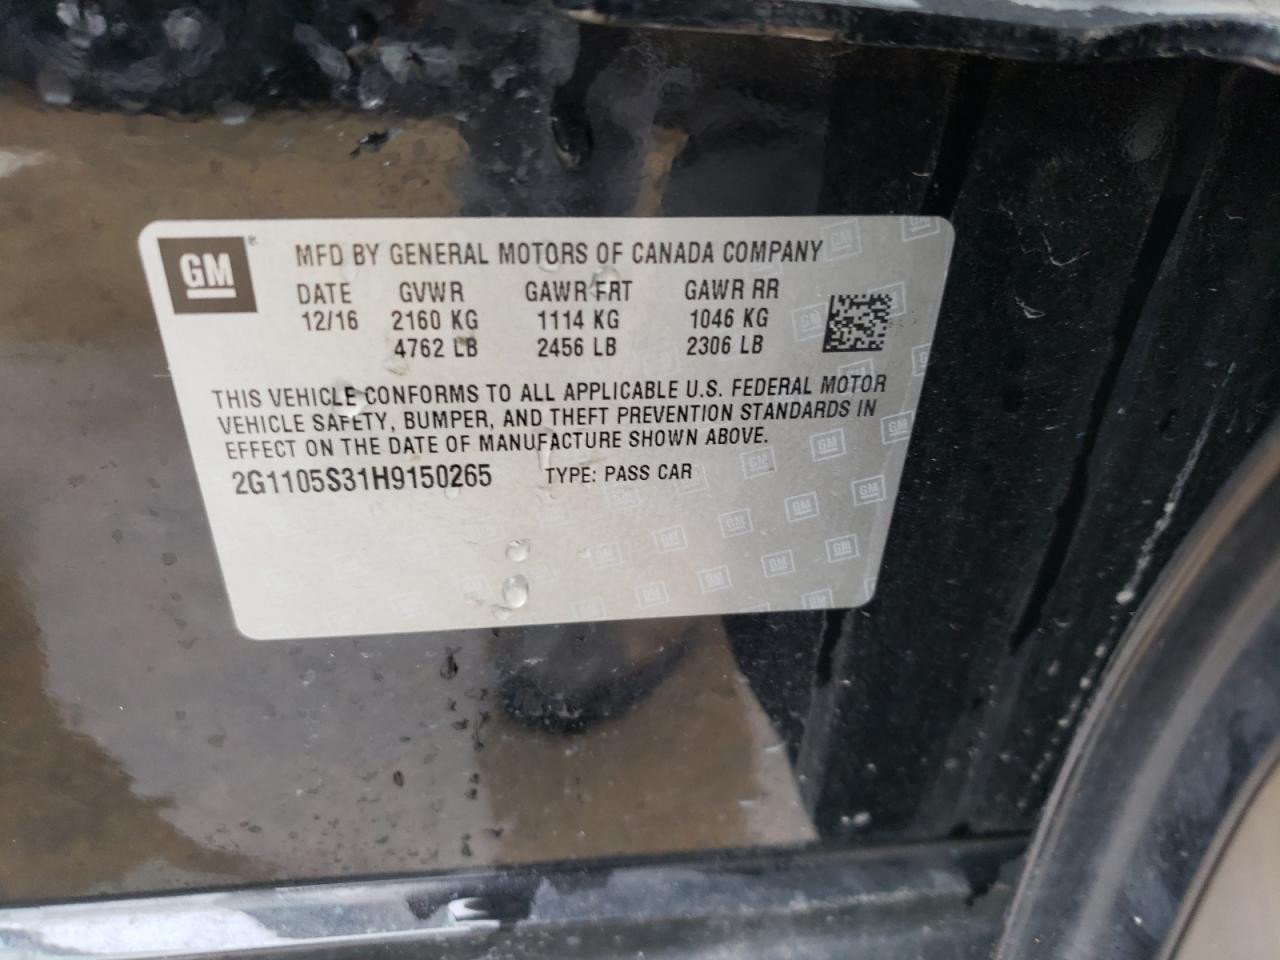 GM® MFD BY GENERAL MOTORS OF CANADA COMPANY
DATE GVWR GAWR FRT GAWR RR
12/16 2160 KG 1114 KG 1046 KG
4762 LB 2456 LB 2306 LB
THIS VEHICLE CONFORMS TO ALL APPLICABLE U.S. FEDERAL MOTOR
VEHICLE SAFETY, BUMPER, AND THEFT PREVENTION STANDARDS IN
EFFECT ON THE DATE OF MANUFACTURE SHOWN ABOVE.
2G1105S31H9150265 TYPE: PASS CAR